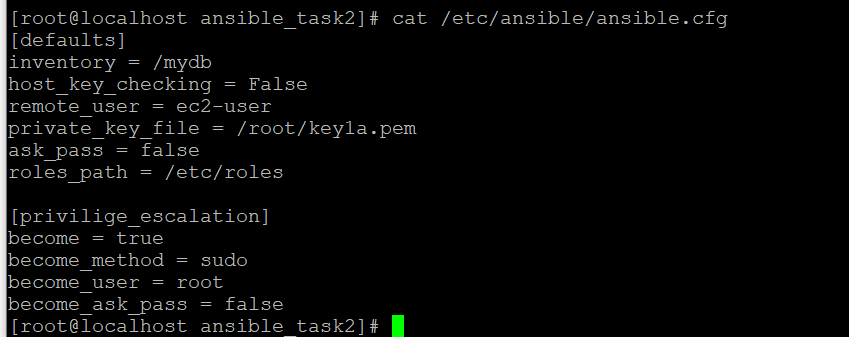 [root@localhost ansible_task2]# cat /etc/ansible/ansible.cfg
[defaults]
inventory = /mydb
host_key_checking = False
remote_user = ec2-user
private_key_file = /root/key1a.pem
ask_pass = false
roles_path = /etc/roles

[privilige_escalation]
become = true
become_method = sudo
become_user = root
become_ask_pass = false
[root@localhost ansible_task2]#